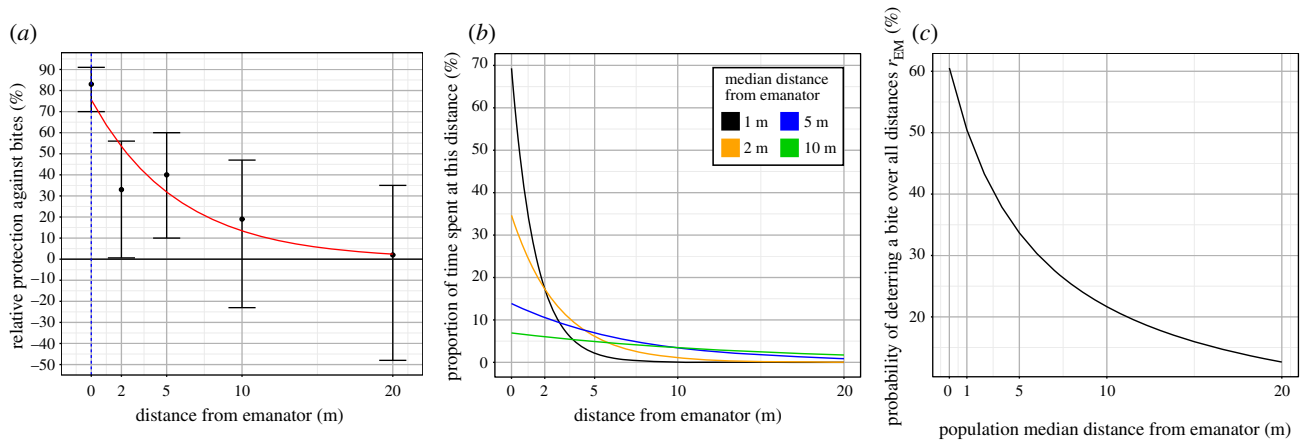 (a)
relative protection against bites (%)
90
80
70
60
50
40
30
20
10
0
–10
–20
–30
–40
–50
0 2 5 10 20
distance from emanator (m)
(b)
proportion of time spent at this distance (%)
70
60
50
40
30
20
10
0
median distance
from emanator
1 m 5 m
2 m 10 m
0 2 5 10 20
distance from emanator (m)
(c)
probability of deterring a bite over all distances rEM (%)
60
50
40
30
20
0 1 5 10 20
population median distance from emanator (m)